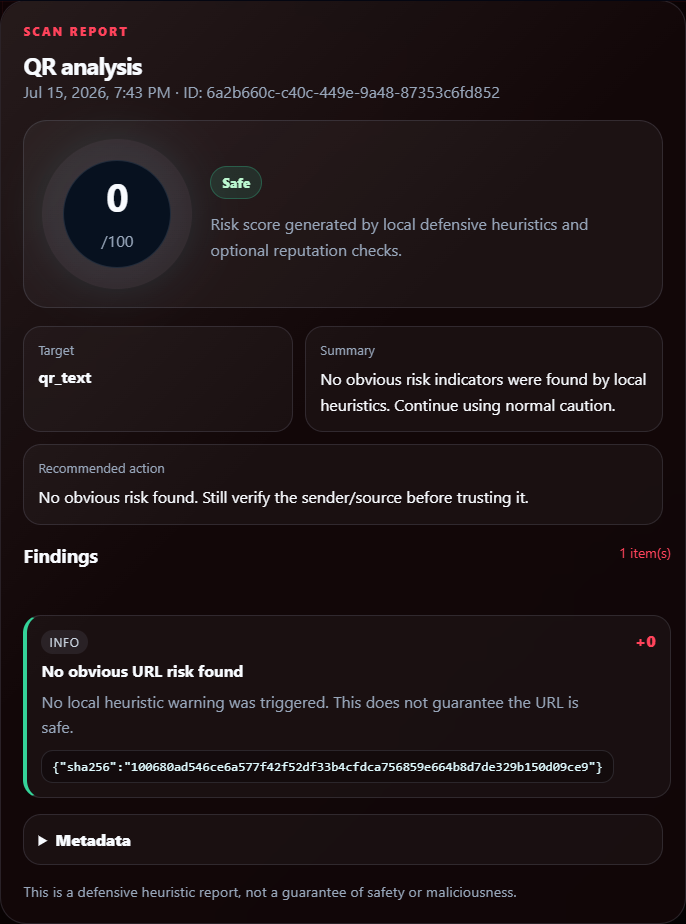 SCAN REPORT
QR analysis
Jul 15, 2026, 7:43 PM · ID: 6a2b660c-c40c-449e-9a48-87353c6fd852
0
/100
Safe
Risk score generated by local defensive heuristics and
optional reputation checks.
Target
qr_text
Summary
No obvious risk indicators were found by local
heuristics. Continue using normal caution.
Recommended action
No obvious risk found. Still verify the sender/source before trusting it.
Findings
1 item(s)
INFO
+0
No obvious URL risk found
No local heuristic warning was triggered. This does not guarantee the URL is
safe.
{"sha256":"100680ad546ce6a577f42f52df33b4cfdca756859e664b8d7de329b150d09ce9"}
Metadata
This is a defensive heuristic report, not a guarantee of safety or maliciousness.